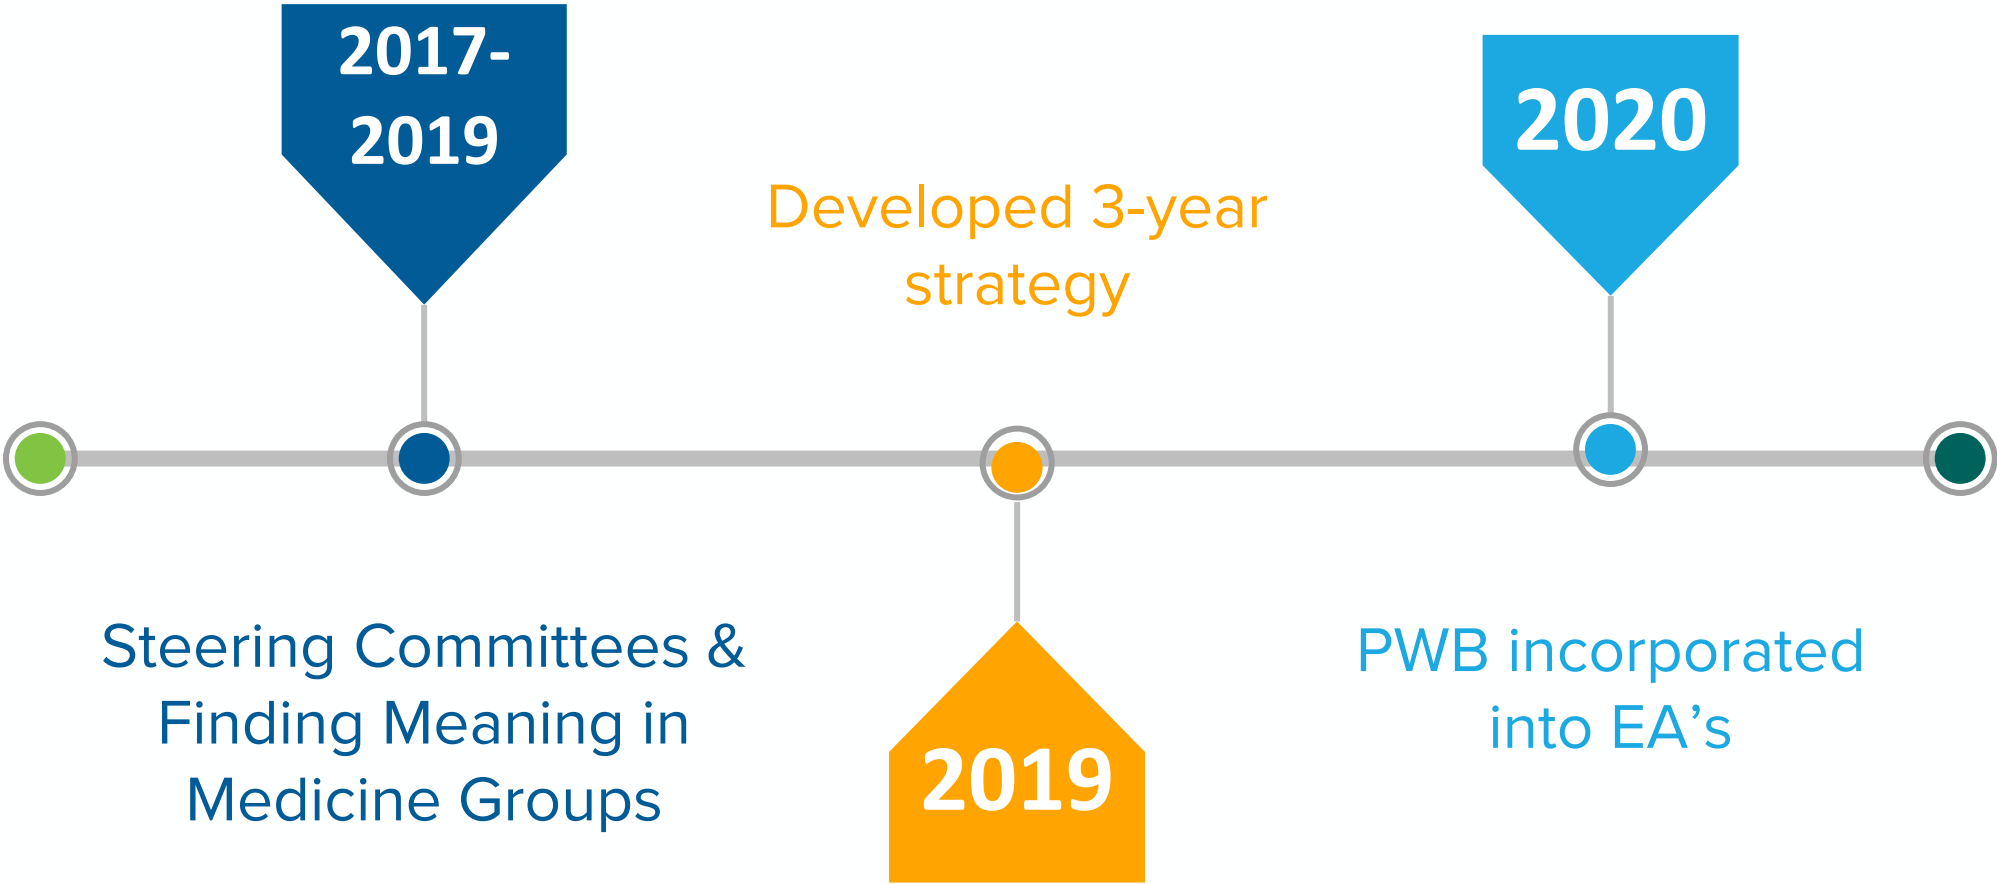 2017-
2019
Steering Committees &
Finding Meaning in
Medicine Groups
Developed 3-year
strategy
2019
2020
PWB incorporated
into EA’s